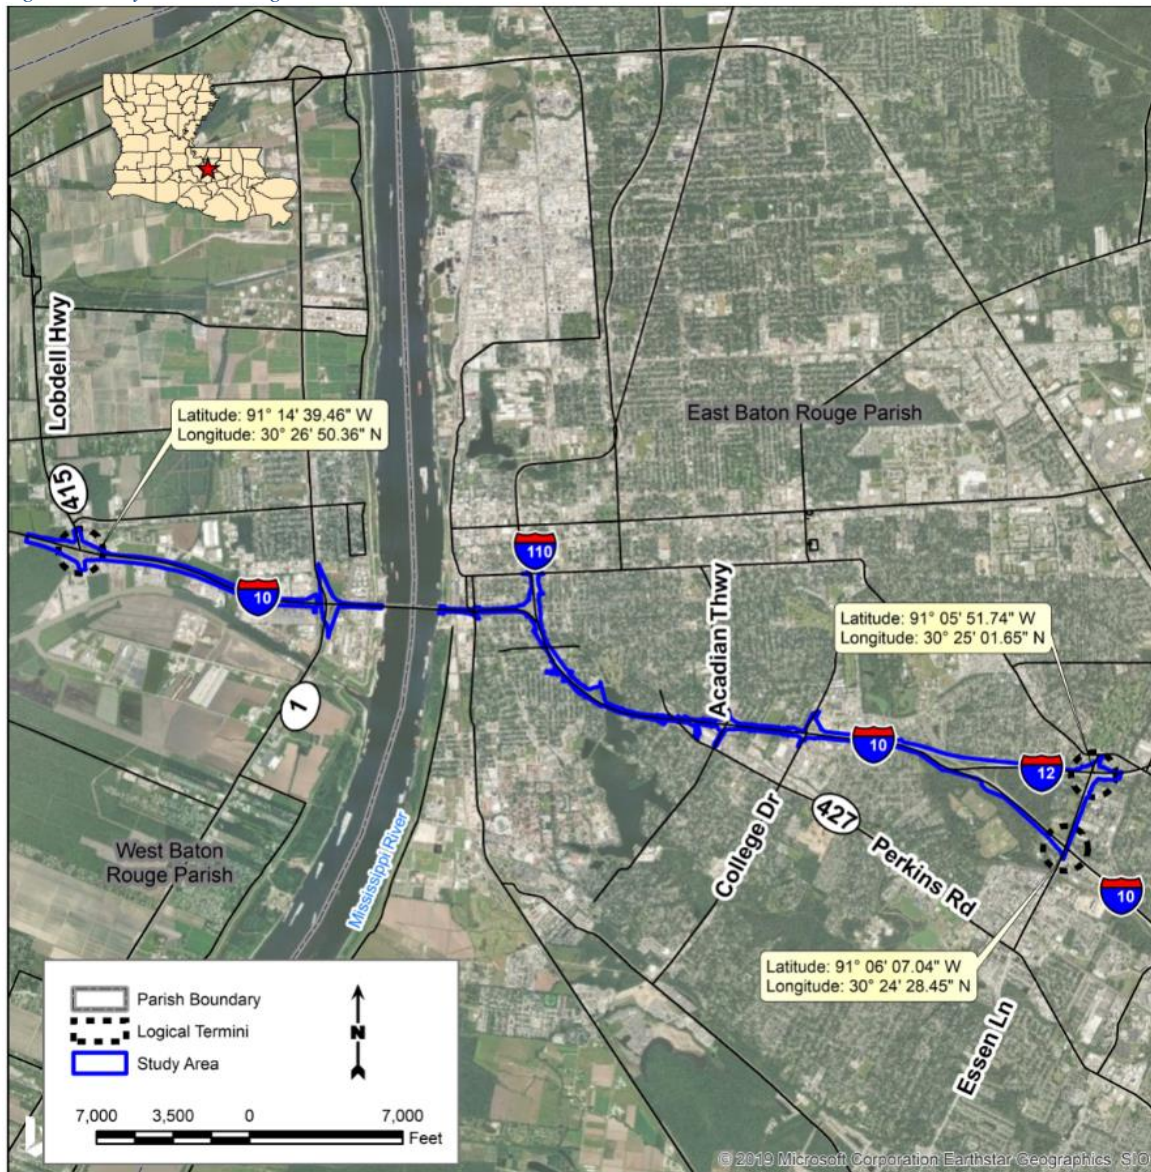 Lobdell Hwy
Latitude: 91° 14' 39.46" W
Longitude: 30° 26' 50.36" N
East Baton Rouge Parish
415
110
10
Acadian Thwy
Latitude: 91° 05' 51.74" W
Longitude: 30° 25' 01.65" N
1
10
12
427
College Dr
Perkins Rd
West Baton
Rouge Parish
Mississippi River
10
Latitude: 91° 06' 07.04" W
Longitude: 30° 24' 28.45" N
Essen Ln
Parish Boundary
Logical Termini
Study Area
N
7,000 3,500 0 7,000
Feet
© 2019 Microsoft Corporation Earthstar Geographics SIO